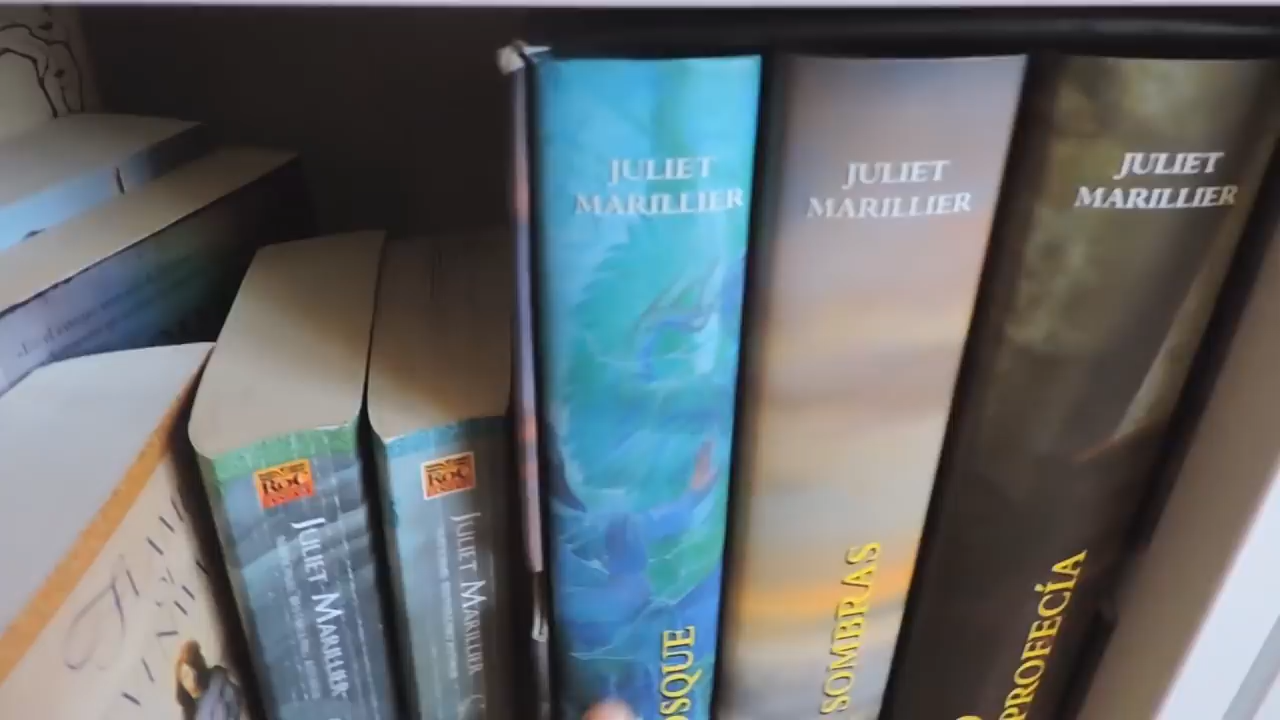 ROC
JULIET MARILLIER
ROC
JULIET MARILLIER
JULIET
MARILLIER
OSQUE
JULIET
MARILLIER
SOMBRAS
JULIET
MARILLIER
PROFECÍA